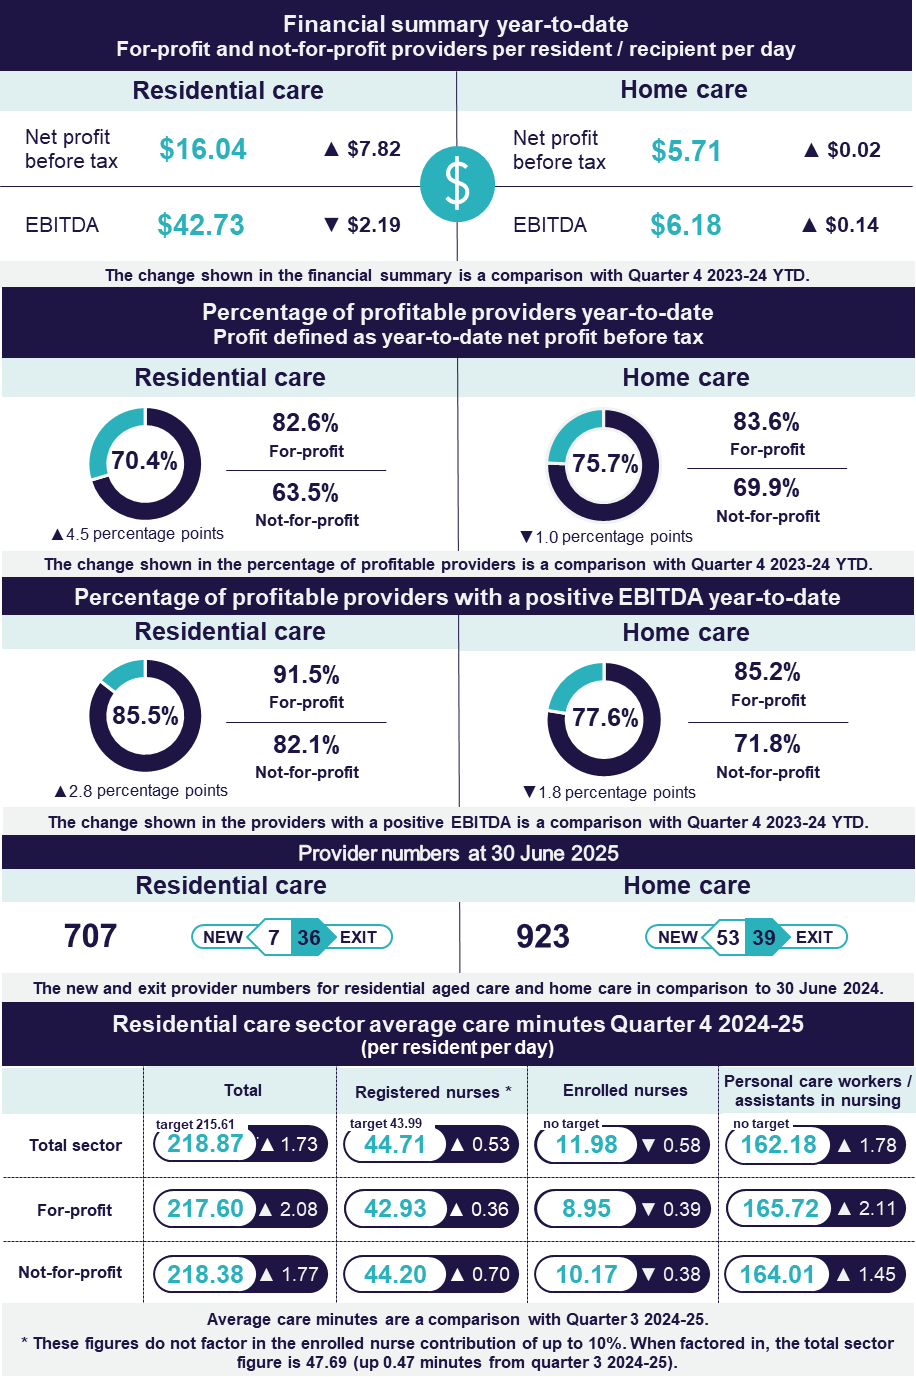 Financial summary year-to-date
For-profit and not-for-profit providers per resident / recipient per day
Residential care
Home care
Net profit
before tax
$16.04
▲ $7.82
Net profit
before tax
$5.71
▲ $0.02
$
EBITDA
$42.73
▼ $2.19
EBITDA
$6.18
▲ $0.14
The change shown in the financial summary is a comparison with Quarter 4 2023-24 YTD.
Percentage of profitable providers year-to-date
Profit defined as year-to-date net profit before tax
Residential care
Home care
70.4%
82.6%
For-profit
63.5%
Not-for-profit
▲4.5 percentage points
75.7%
83.6%
For-profit
69.9%
Not-for-profit
▼1.0 percentage points
The change shown in the percentage of profitable providers is a comparison with Quarter 4 2023-24 YTD.
Percentage of profitable providers with a positive EBITDA year-to-date
Residential care
Home care
85.5%
91.5%
For-profit
82.1%
Not-for-profit
▲2.8 percentage points
77.6%
85.2%
For-profit
71.8%
Not-for-profit
▼1.8 percentage points
The change shown in the providers with a positive EBITDA is a comparison with Quarter 4 2023-24 YTD.
Provider numbers at 30 June 2025
Residential care
Home care
707
NEW 7 36 EXIT
923
NEW 53 39 EXIT
The new and exit provider numbers for residential aged care and home care in comparison to 30 June 2024.
Residential care sector average care minutes Quarter 4 2024-25
(per resident per day)
Total
Registered nurses *
Enrolled nurses
Personal care workers /
assistants in nursing
Total sector
target 215.61
218.87 ▲ 1.73
target 43.99
44.71 ▲ 0.53
no target
11.98 ▼ 0.58
no target
162.18 ▲ 1.78
For-profit
217.60 ▲ 2.08
42.93 ▲ 0.36
8.95 ▼ 0.39
165.72 ▲ 2.11
Not-for-profit
218.38 ▲ 1.77
44.20 ▲ 0.70
10.17 ▼ 0.38
164.01 ▲ 1.45
Average care minutes are a comparison with Quarter 3 2024-25.
* These figures do not factor in the enrolled nurse contribution of up to 10%. When factored in, the total sector
figure is 47.69 (up 0.47 minutes from quarter 3 2024-25).